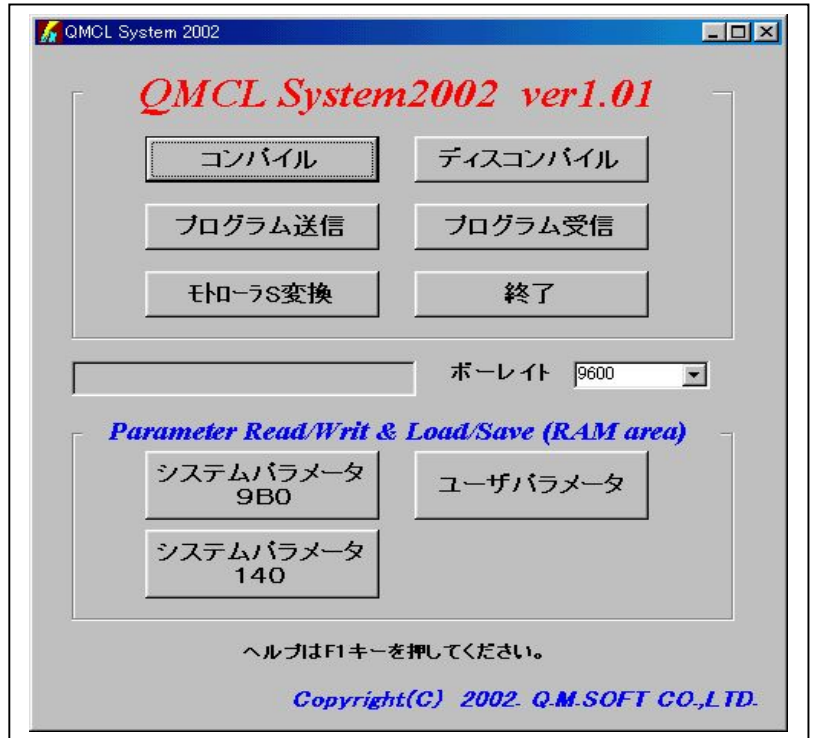 QMCL System 2002
QMCL System2002 ver1.01
コンパイル ディスコンパイル
プログラム送信 プログラム受信
ﾓﾄﾛｰﾗS変換 終了
ボーレイト 9600
Parameter Read/Writ & Load/Save (RAM area)
システムパラメータ
9B0
ユーザパラメータ
システムパラメータ
140
ヘルプはF1キーを押してください。
Copyright(C) 2002. Q.M.SOFT CO.,LTD.